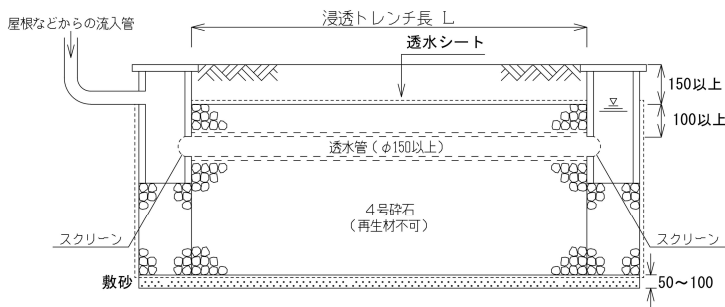 浸透トレンチ長 L
屋根などからの流入管
透水シート
150以上
100以上
透水管(φ150以上)
4号砕石
(再生材不可)
スクリーン
スクリーン
敷砂
50~100